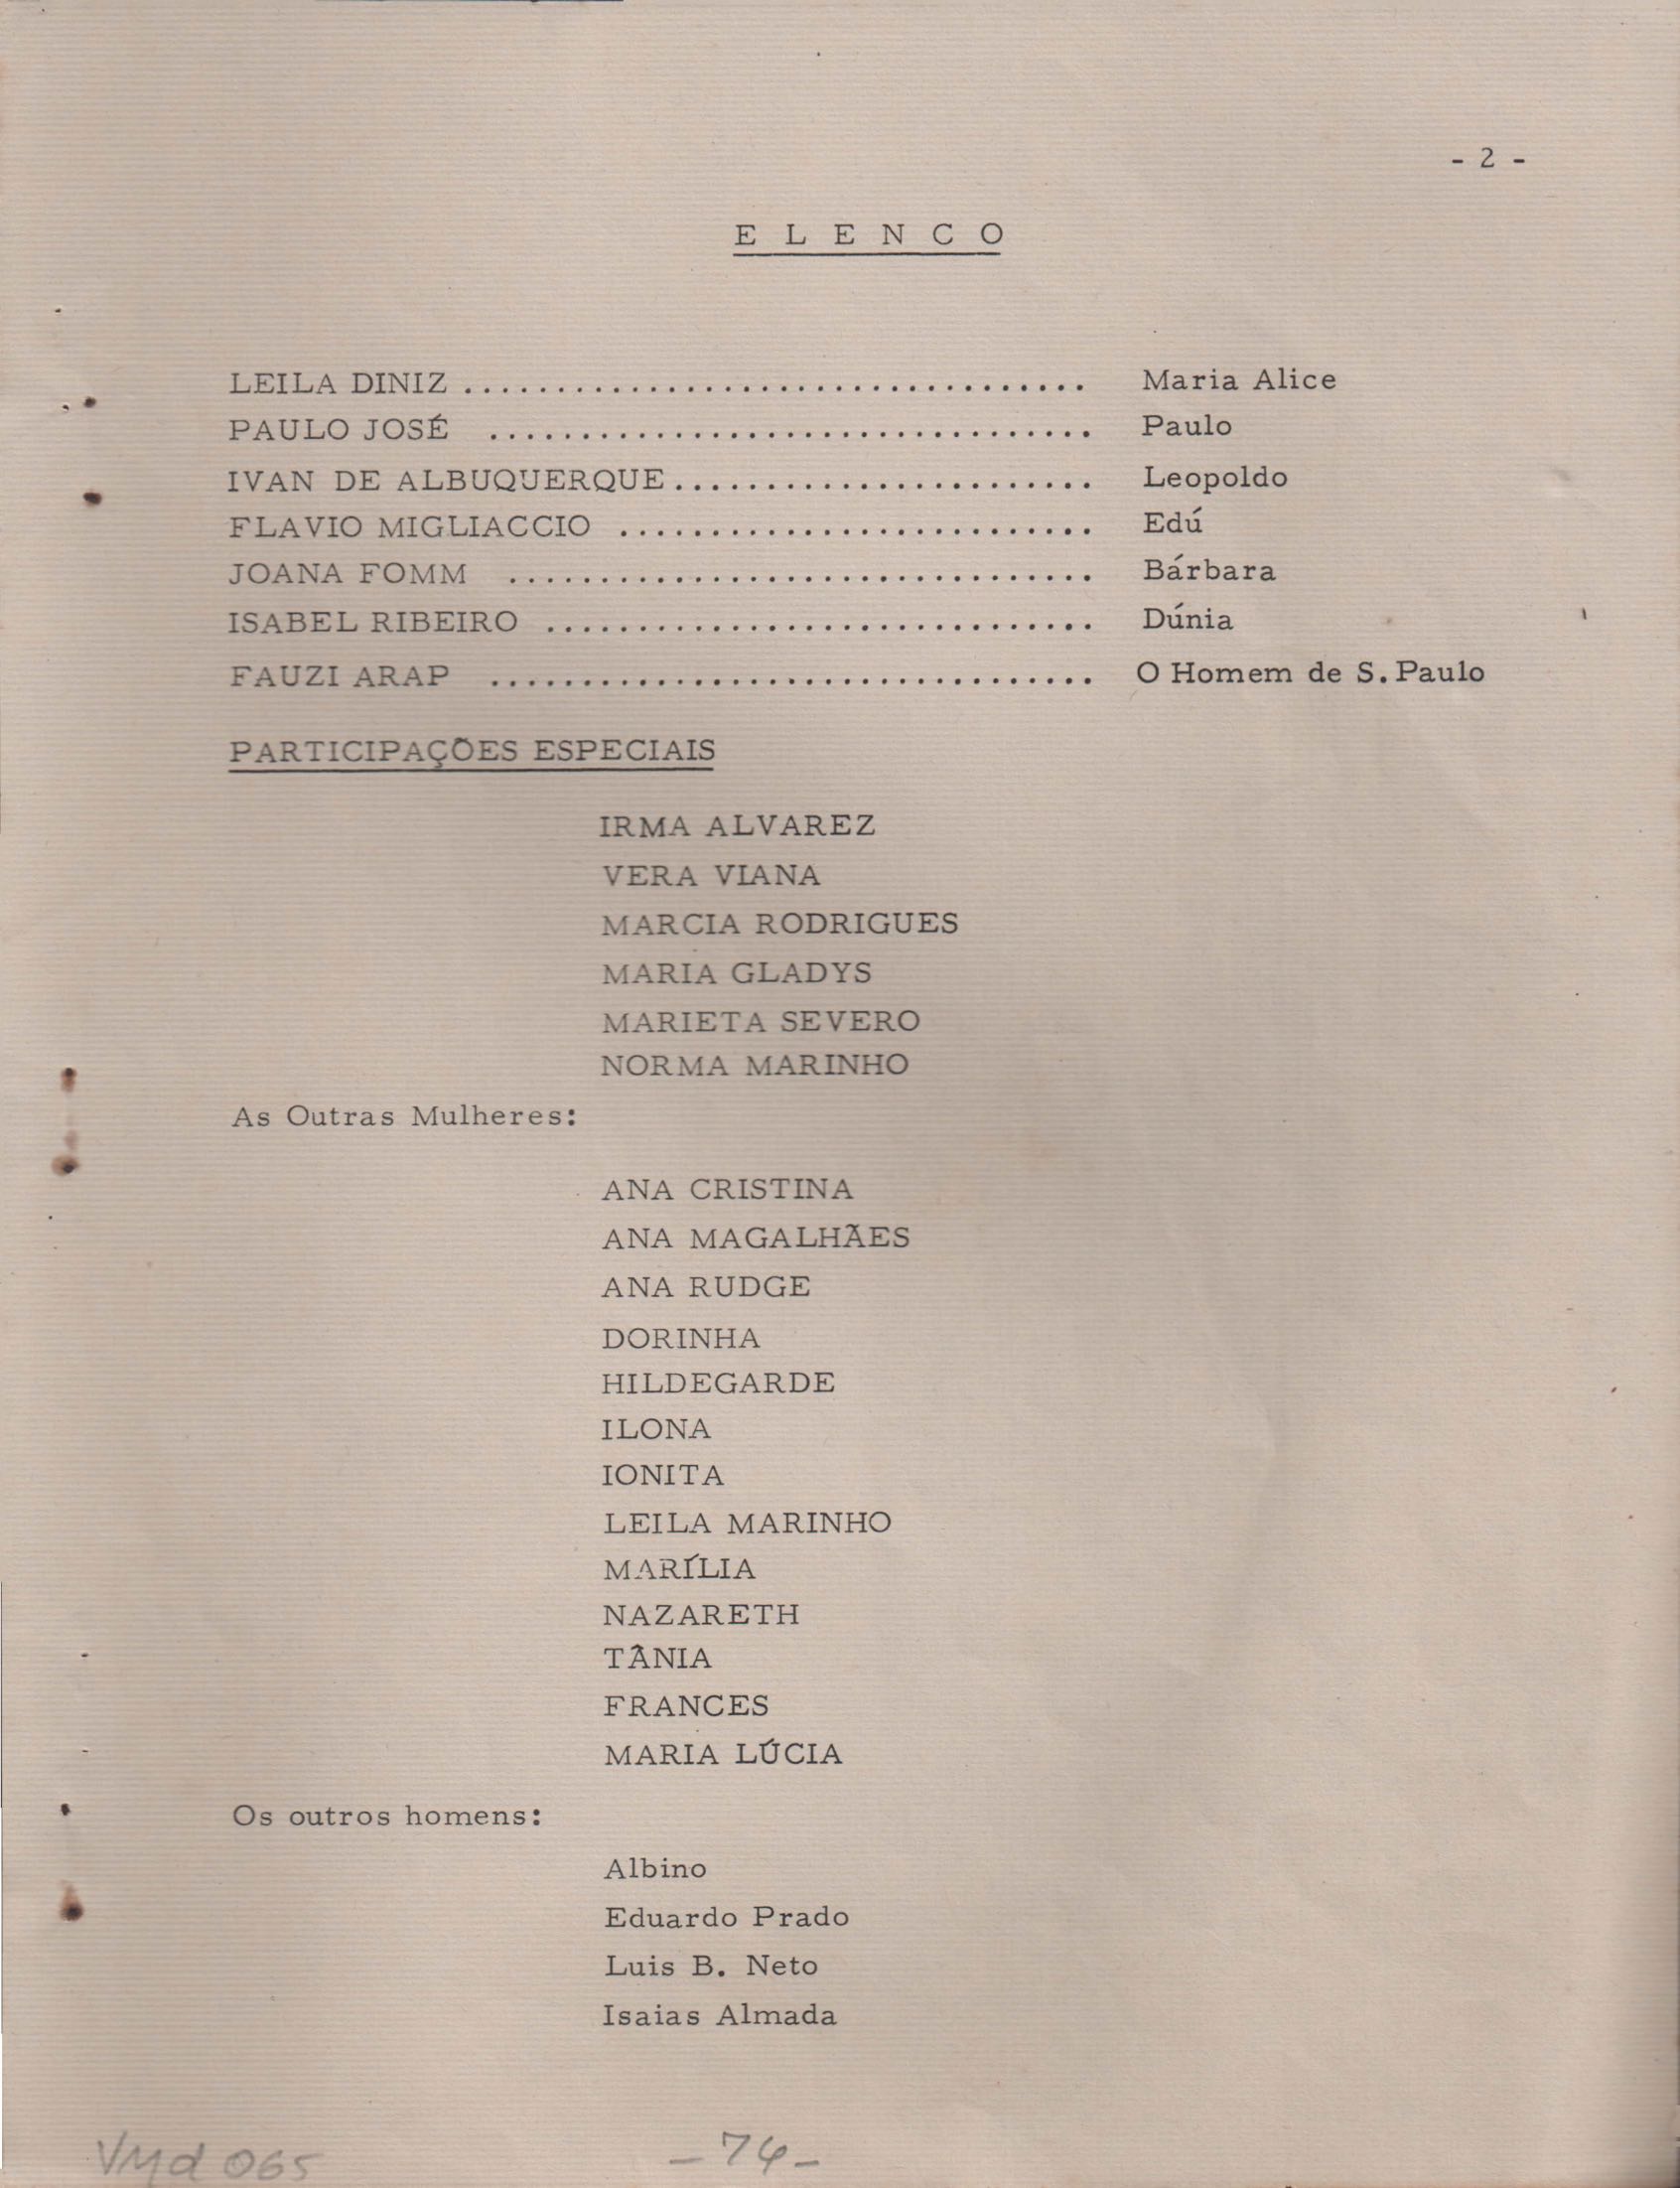 - 2 -
E L E N C O
LEILA DINIZ .................................. Maria Alice
PAULO JOSÉ ................................. Paulo
IVAN DE ALBUQUERQUE....................... Leopoldo
FLAVIO MIGLIACCIO .......................... Edú
JOANA FOMM ................................ Bárbara
ISABEL RIBEIRO .............................. Dúnia
FAUZI ARAP ................................. O Homem de S. Paulo
PARTICIPAÇÕES ESPECIAIS
IRMA ALVAREZ
VERA VIANA
MARCIA RODRIGUES
MARIA GLADYS
MARIETA SEVERO
NORMA MARINHO
As Outras Mulheres:
ANA CRISTINA
ANA MAGALHÃES
ANA RUDGE
DORINHA
HILDEGARDE
ILONA
IONITA
LEILA MARINHO
MARÍLIA
NAZARETH
TÂNIA
FRANCES
MARIA LÚCIA
Os outros homens:
Albino
Eduardo Prado
Luis B. Neto
Isaias Almada
VMd 065 - 74 -